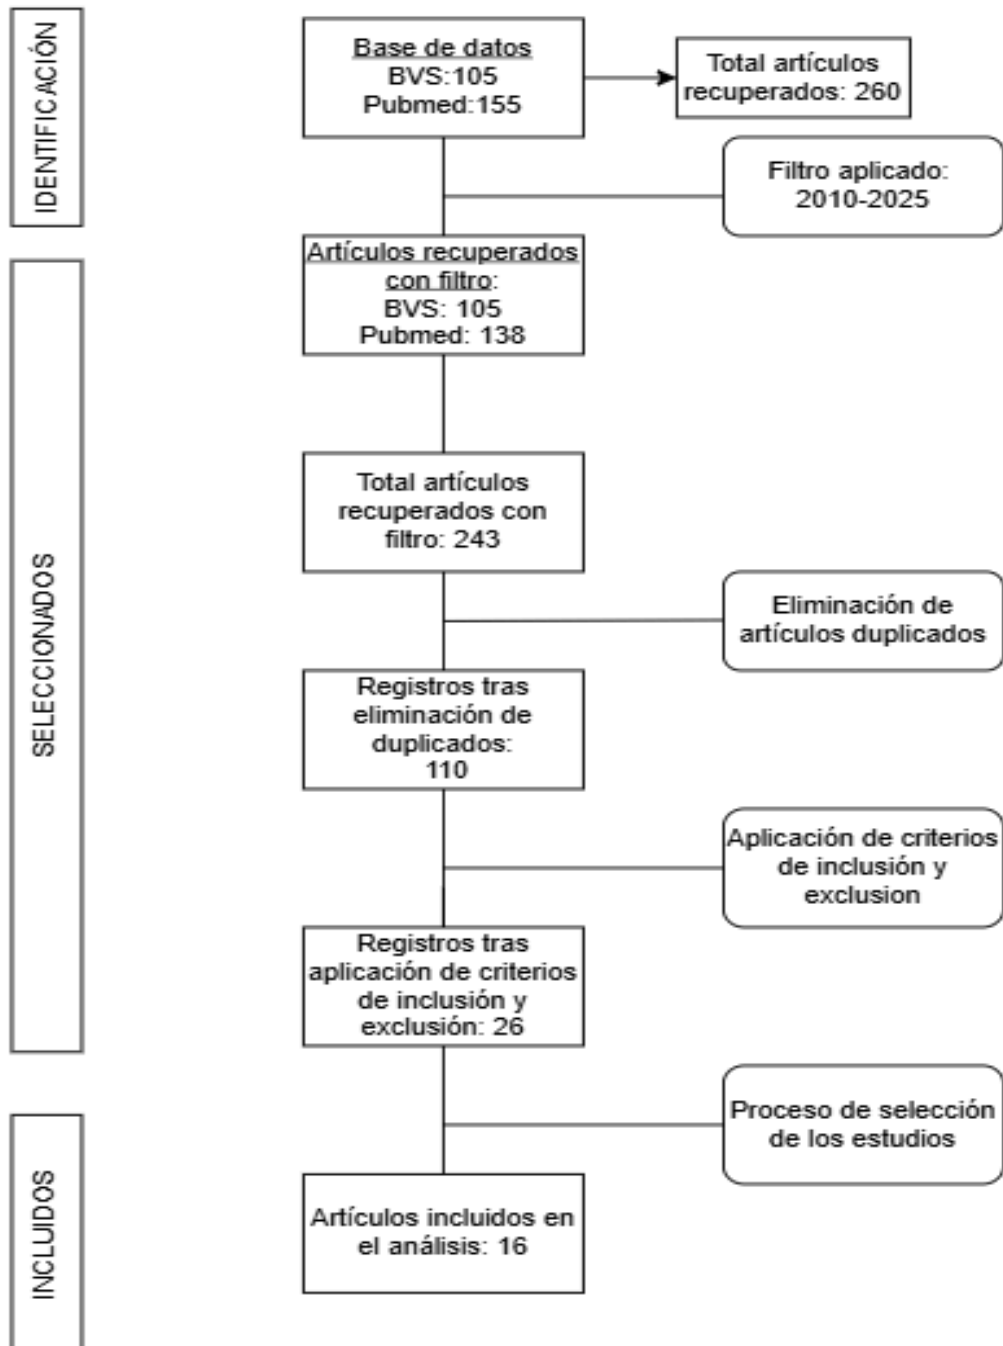 IDENTIFICACIÓN
Base de datos
BVS:105
Pubmed:155
Total artículos
recuperados: 260
Filtro aplicado:
2010-2025
SELECCIONADOS
Artículos recuperados
con filtro:
BVS: 105
Pubmed: 138
Total artículos
recuperados con
filtro: 243
Eliminación de
artículos duplicados
Registros tras
eliminación de
duplicados:
110
Aplicación de criterios
de inclusión y
exclusion
Registros tras
aplicación de criterios
de inclusión y
exclusión: 26
Proceso de selección
de los estudios
INCLUIDOS
Artículos incluidos en
el análisis: 16